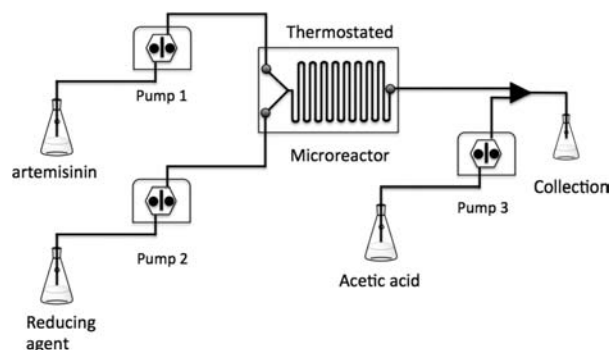 Thermostated
Pump 1
artemisinin
Microreactor
Pump 3
Collection
Pump 2
Acetic acid
Reducing
agent